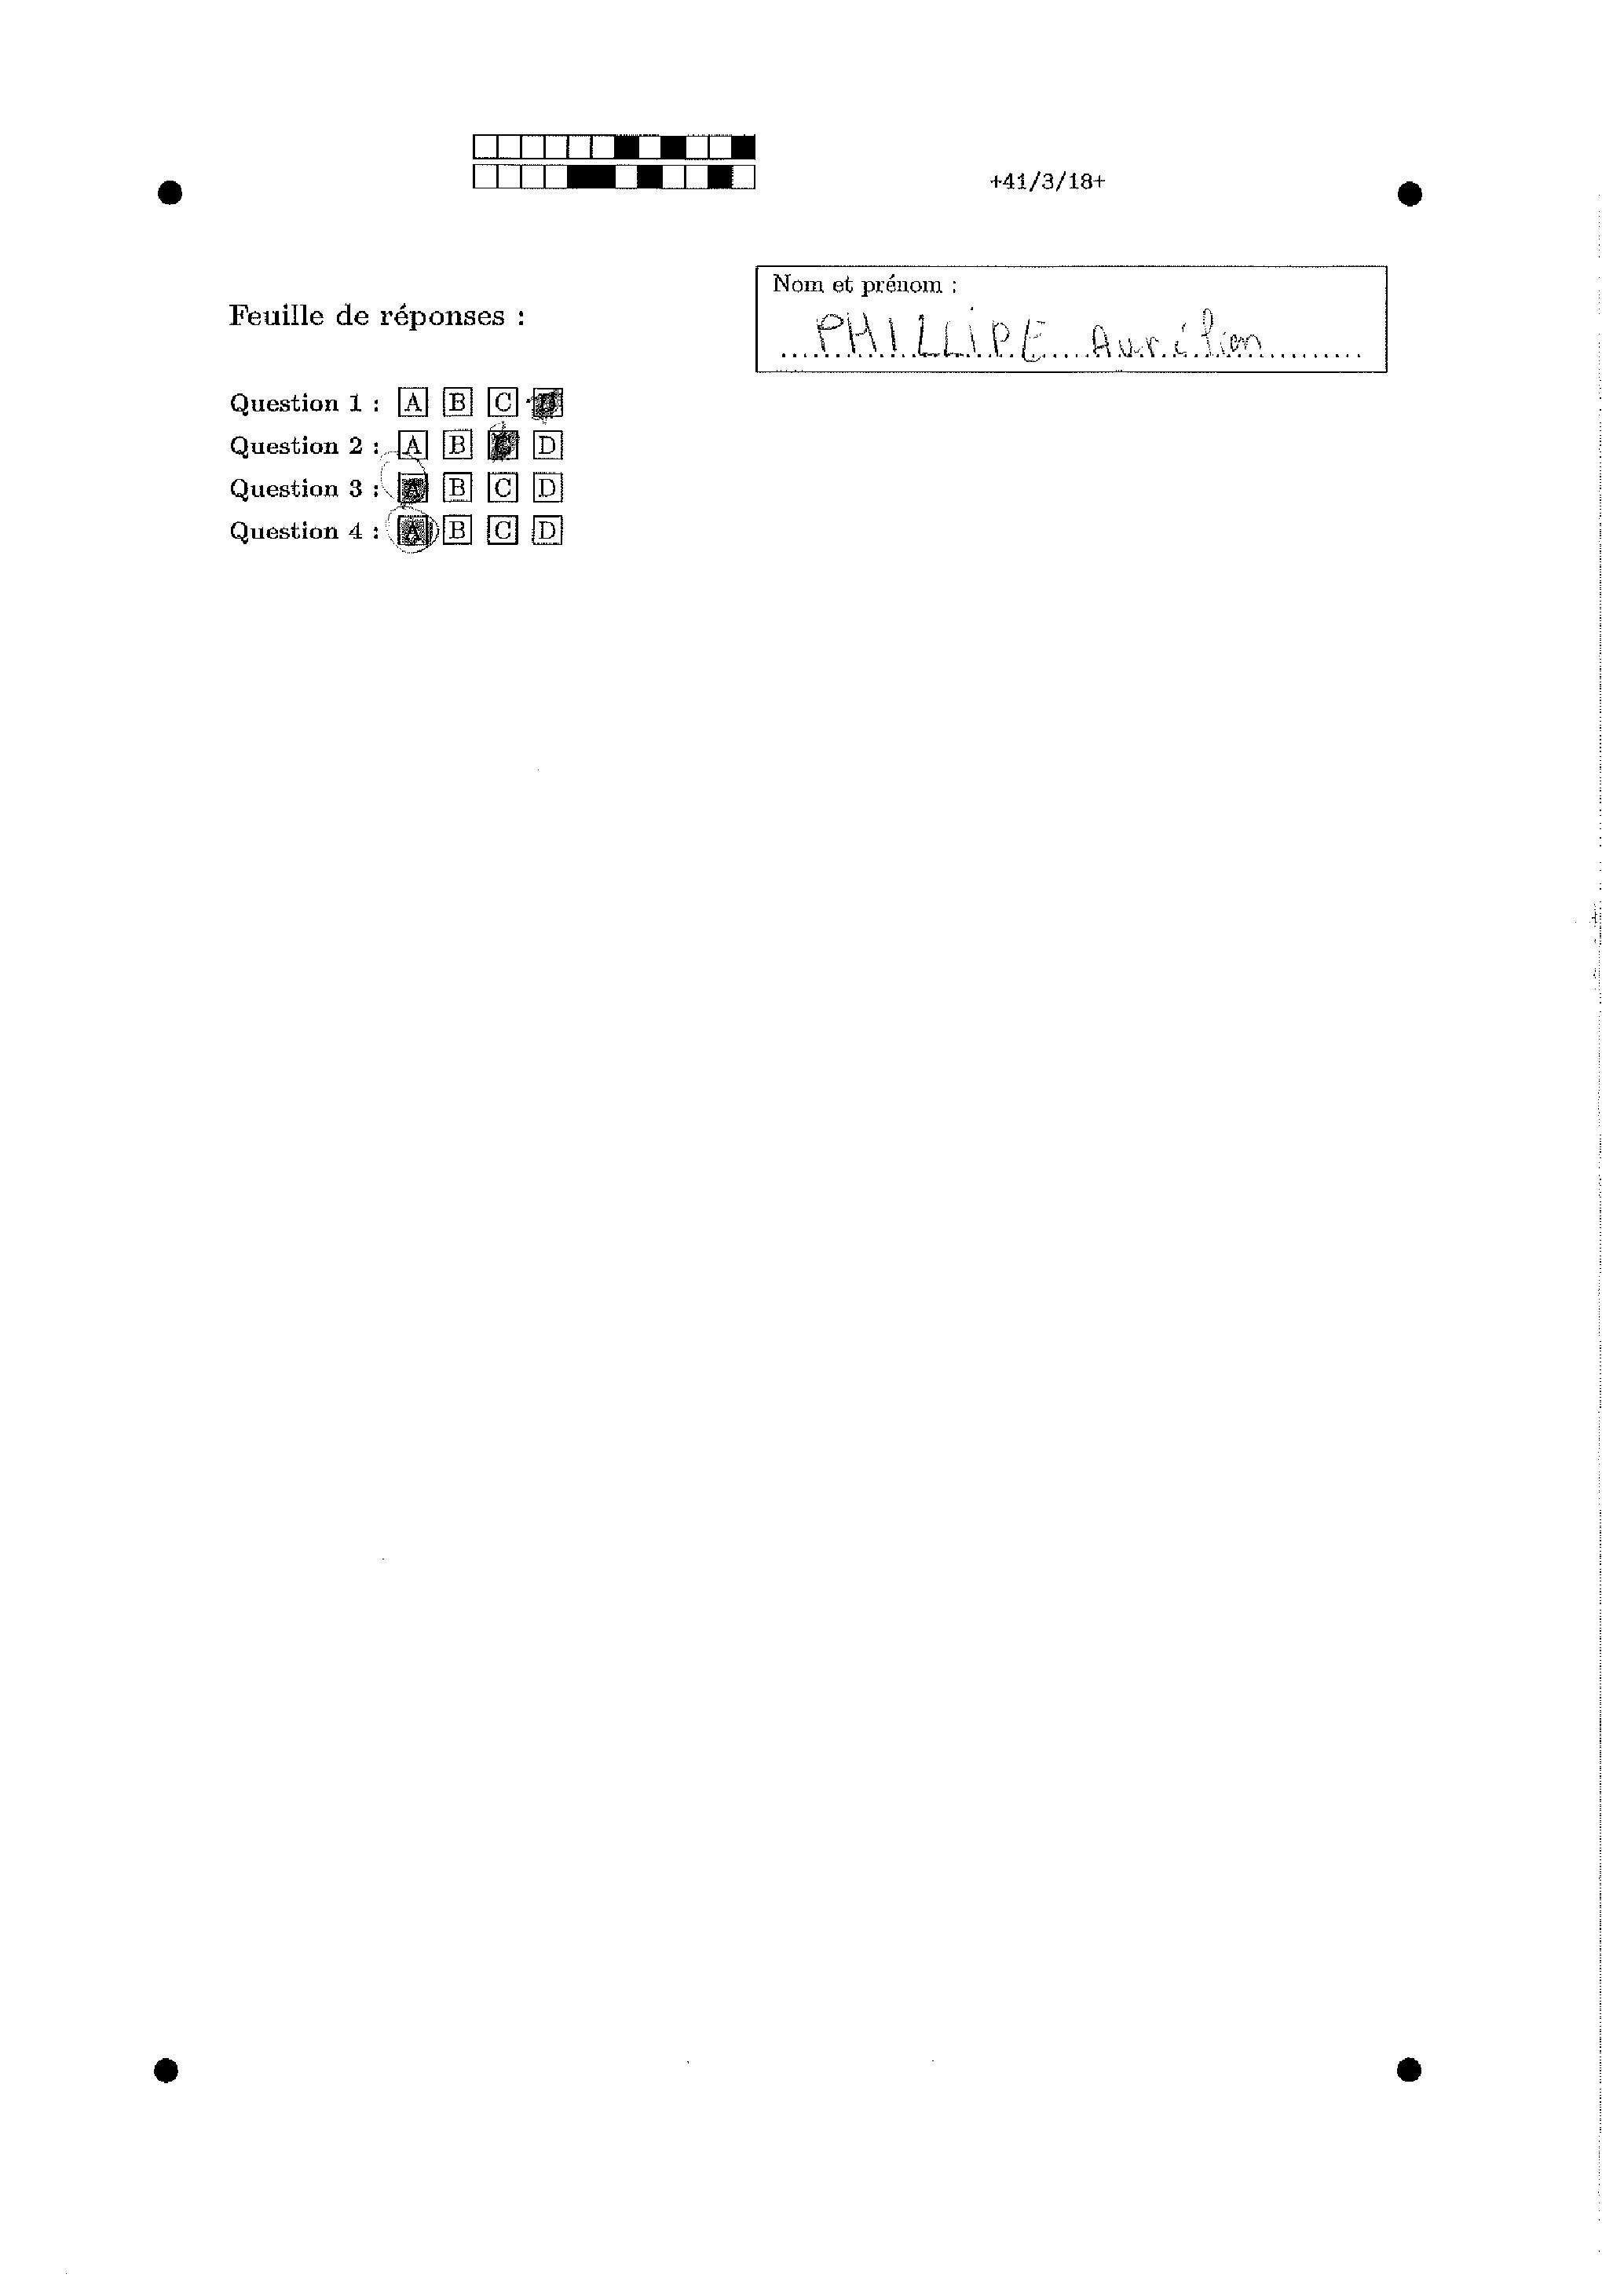 +41/3/18+
Nom et prénom :
PHILLIPE Aurélien
Feuille de réponses :
Question 1 : A B C D
Question 2 : A B C D
Question 3 : A B C D
Question 4 : A B C D